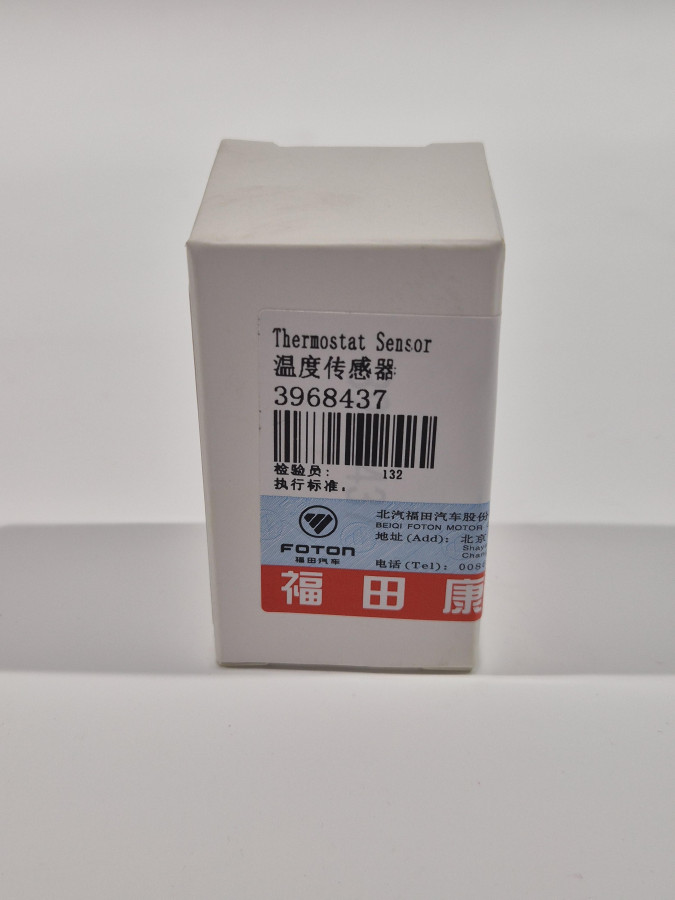 Thermostat Sensor
温度传感器
3968437
检验员: 132
执行标准:
FOTON
福田汽车
北汽福田汽车股份
BEIQI FOTON MOTOR
地址(Add): 北京
电话(Tel): 008
福田康